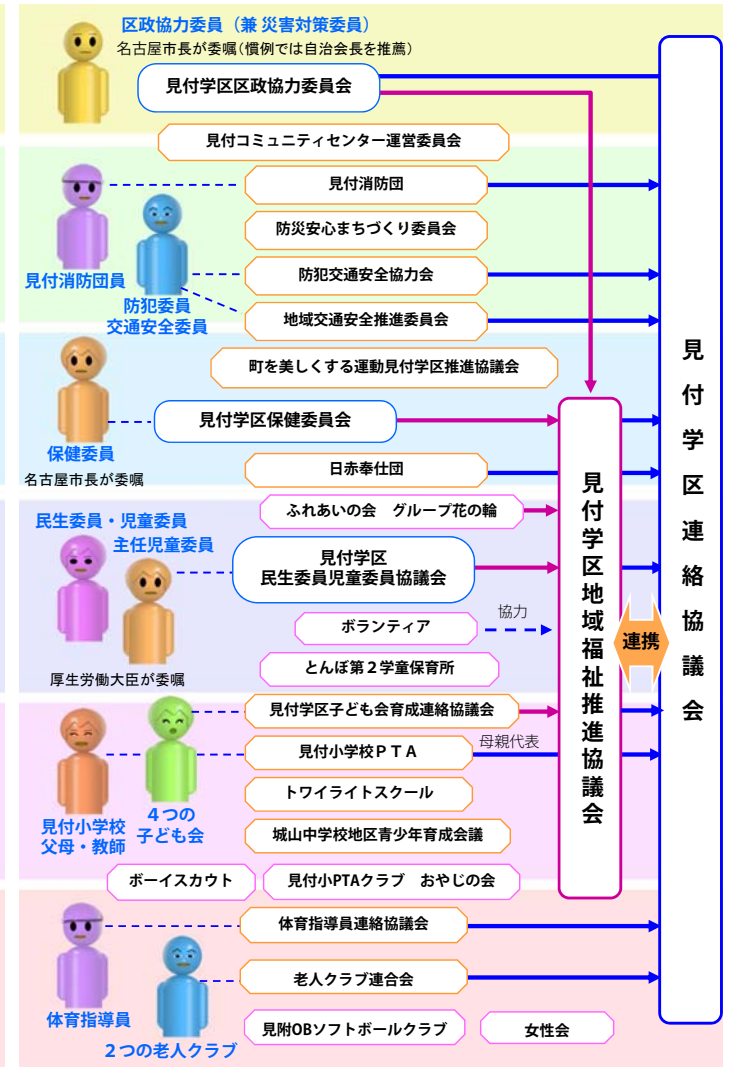 区政協力委員（兼 災害対策委員）
名古屋市長が委嘱（慣例では自治会長を推薦）
見付学区区政協力委員会
見付コミュニティセンター運営委員会
見付消防団
防災安心まちづくり委員会
見付消防団員
防犯交通安全協力会
防犯委員
交通安全委員
地域交通安全推進委員会
町を美しくする運動見付学区推進協議会
見付学区保健委員会
保健委員
名古屋市長が委嘱
日赤奉仕団
ふれあいの会　グループ花の輪
民生委員・児童委員
主任児童委員
見付学区
民生委員児童委員協議会
ボランティア
協力
とんぼ第２学童保育所
厚生労働大臣が委嘱
見付学区子ども会育成連絡協議会
見付小学校ＰＴＡ
母親代表
トワイライトスクール
見付小学校
父母・教師
４つの
子ども会
城山中学校地区青少年育成会議
ボーイスカウト
見付小PTAクラブ　おやじの会
体育指導員連絡協議会
老人クラブ連合会
体育指導員
２つの老人クラブ
見附OBソフトボールクラブ
女性会
見付学区地域福祉推進協議会
連携
見付学区連絡協議会